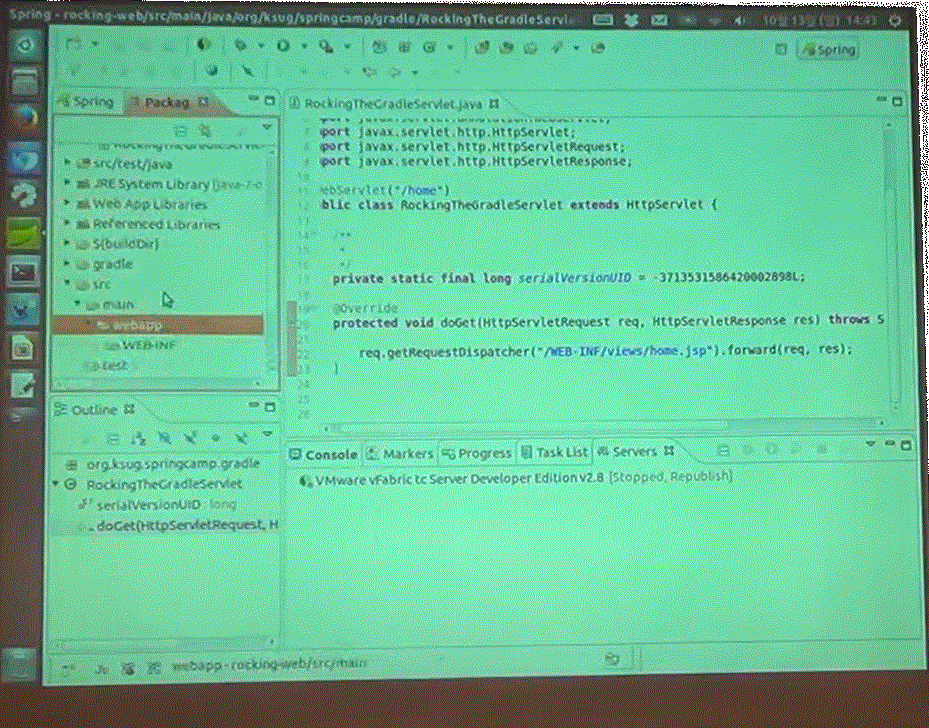 Spring - rocking-web/src/main/java/org/ksug/springcamp/gradle/RockingTheGradleServle
14:43
Spring
Spring Packag
src/test/java
JRE System Library [java-7-o
Web App Libraries
Referenced Libraries
${buildDir}
gradle
src
main
webapp
WEB-INF
test
RockingTheGradleServlet.java
port javax.servlet.http.HttpServlet;
port javax.servlet.http.HttpServletRequest;
port javax.servlet.http.HttpServletResponse;
ebServlet("/home")
blic class RockingTheGradleServlet extends HttpServlet {
/**
*
*/
private static final long serialVersionUID = -3713531586420002898L;
@Override
protected void doGet(HttpServletRequest req, HttpServletResponse res) throws S
req.getRequestDispatcher("/WEB-INF/views/home.jsp").forward(req, res);
}
Outline
org.ksug.springcamp.gradle
RockingTheGradleServlet
serialVersionUID : long
doGet(HttpServletRequest, H
Console Markers Progress Task List Servers
VMware vFabric tc Server Developer Edition v2.8 [Stopped, Republish]
webapp - rocking-web/src/main